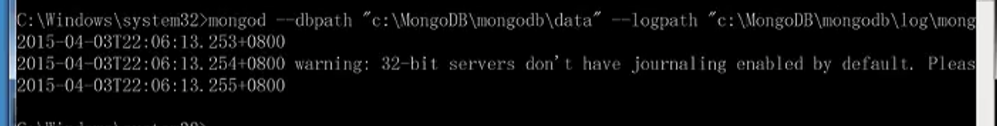 C:\Windows\system32>mongod --dbpath "c:\MongoDB\mongodb\data" --logpath "c:\MongoDB\mongodb\log\mong
2015-04-03T22:06:13.253+0800
2015-04-03T22:06:13.254+0800 warning: 32-bit servers don't have journaling enabled by default. Pleas
2015-04-03T22:06:13.255+0800